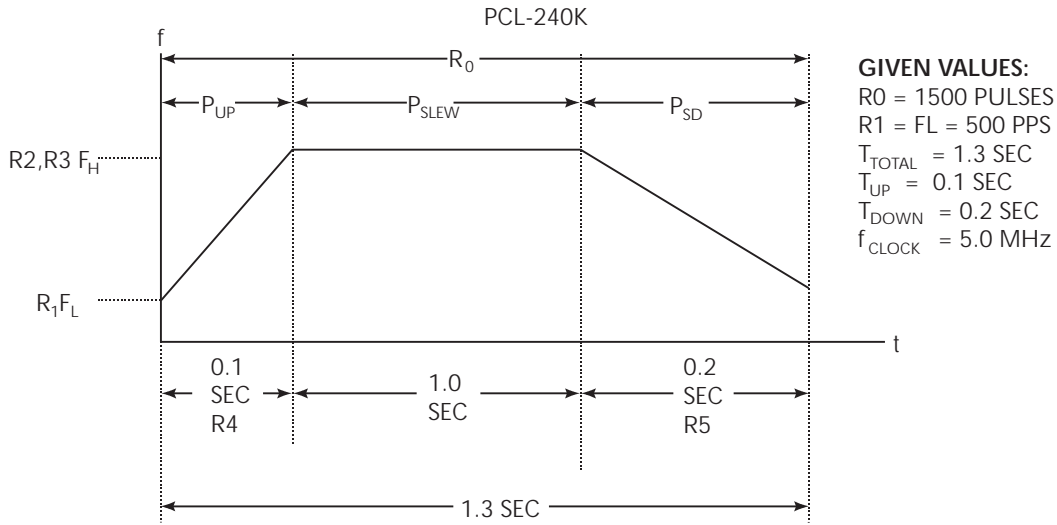 PCL-240K
f
R0
PUP
PSLEW
PSD
R2,R3 FH
R1FL
t
0.1
SEC
R4
1.0
SEC
0.2
SEC
R5
1.3 SEC
GIVEN VALUES:
R0 = 1500 PULSES
R1 = FL = 500 PPS
TTOTAL = 1.3 SEC
TUP = 0.1 SEC
TDOWN = 0.2 SEC
fCLOCK = 5.0 MHz